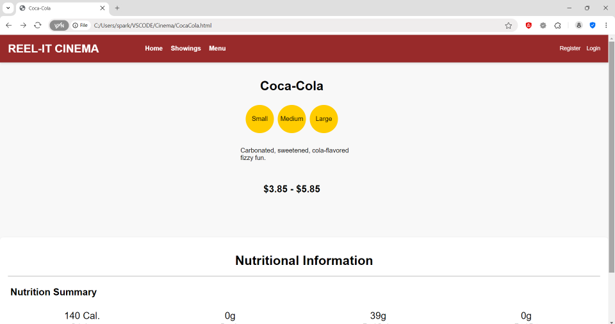 Coca-Cola
File C:/Users/spark/VSCODE/Cinema/CocaCola.html
REEL-IT CINEMA Home Showings Menu Register Login
Coca-Cola
Small Medium Large
Carbonated, sweetened, cola-flavored
fizzy fun.
$3.85 - $5.85
Nutritional Information
Nutrition Summary
140 Cal. 0g 39g 0g